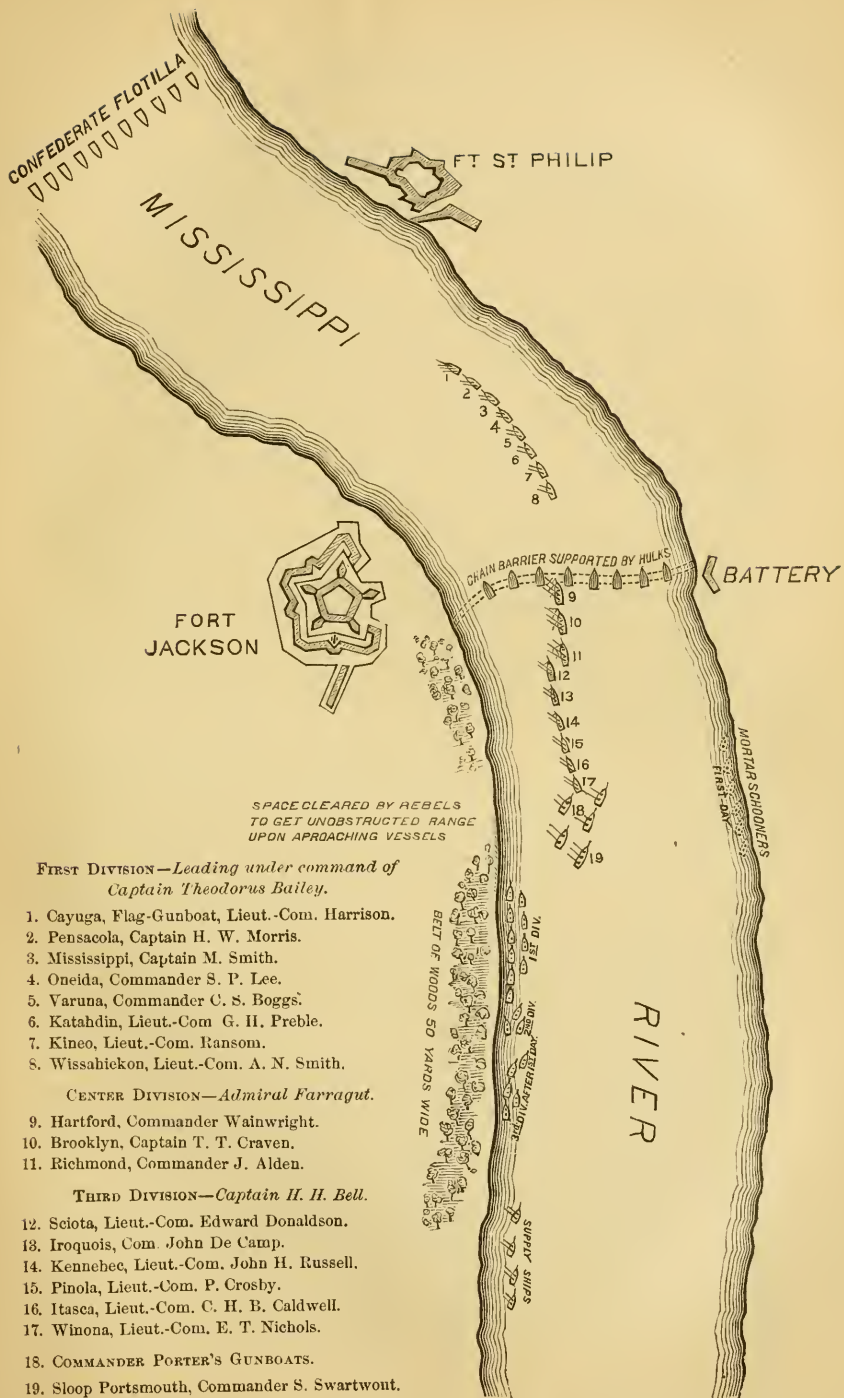 CONFEDERATE FLOTILLA
FT ST PHILIP
MISSISSIPPI
1
2
3
4
5
6
7
8
CHAIN BARRIER SUPPORTED BY HULKS
BATTERY
FORT
JACKSON
9
10
11
12
13
14
15
16
17
18
19
MORTAR SCHOONERS
FIRST DAY
SPACE CLEARED BY REBELS
TO GET UNOBSTRUCTED RANGE
UPON APROACHING VESSELS
BELT OF WOODS 50 YARDS WIDE
1ST DIV.
2ND DIV.
3RD DIV. AFTER 1ST DAY
RIVER
SUPPLY SHIPS
First Division—Leading under command of
Captain Theodorus Bailey.
1. Cayuga, Flag-Gunboat, Lieut.-Com. Harrison.
2. Pensacola, Captain H. W. Morris.
3. Mississippi, Captain M. Smith.
4. Oneida, Commander S. P. Lee.
5. Varuna, Commander C. S. Boggs.
6. Katahdin, Lieut.-Com G. H. Preble.
7. Kineo, Lieut.-Com. Ransom.
8. Wissahickon, Lieut.-Com. A. N. Smith.
Center Division—Admiral Farragut.
9. Hartford, Commander Wainwright.
10. Brooklyn, Captain T. T. Craven.
11. Richmond, Commander J. Alden.
Third Division—Captain H. H. Bell.
12. Sciota, Lieut.-Com. Edward Donaldson.
13. Iroquois, Com. John De Camp.
14. Kennebec, Lieut.-Com. John H. Russell.
15. Pinola, Lieut.-Com. P. Crosby.
16. Itasca, Lieut.-Com. C. H. B. Caldwell.
17. Winona, Lieut.-Com. E. T. Nichols.
18. Commander Porter's Gunboats.
19. Sloop Portsmouth, Commander S. Swartwout.